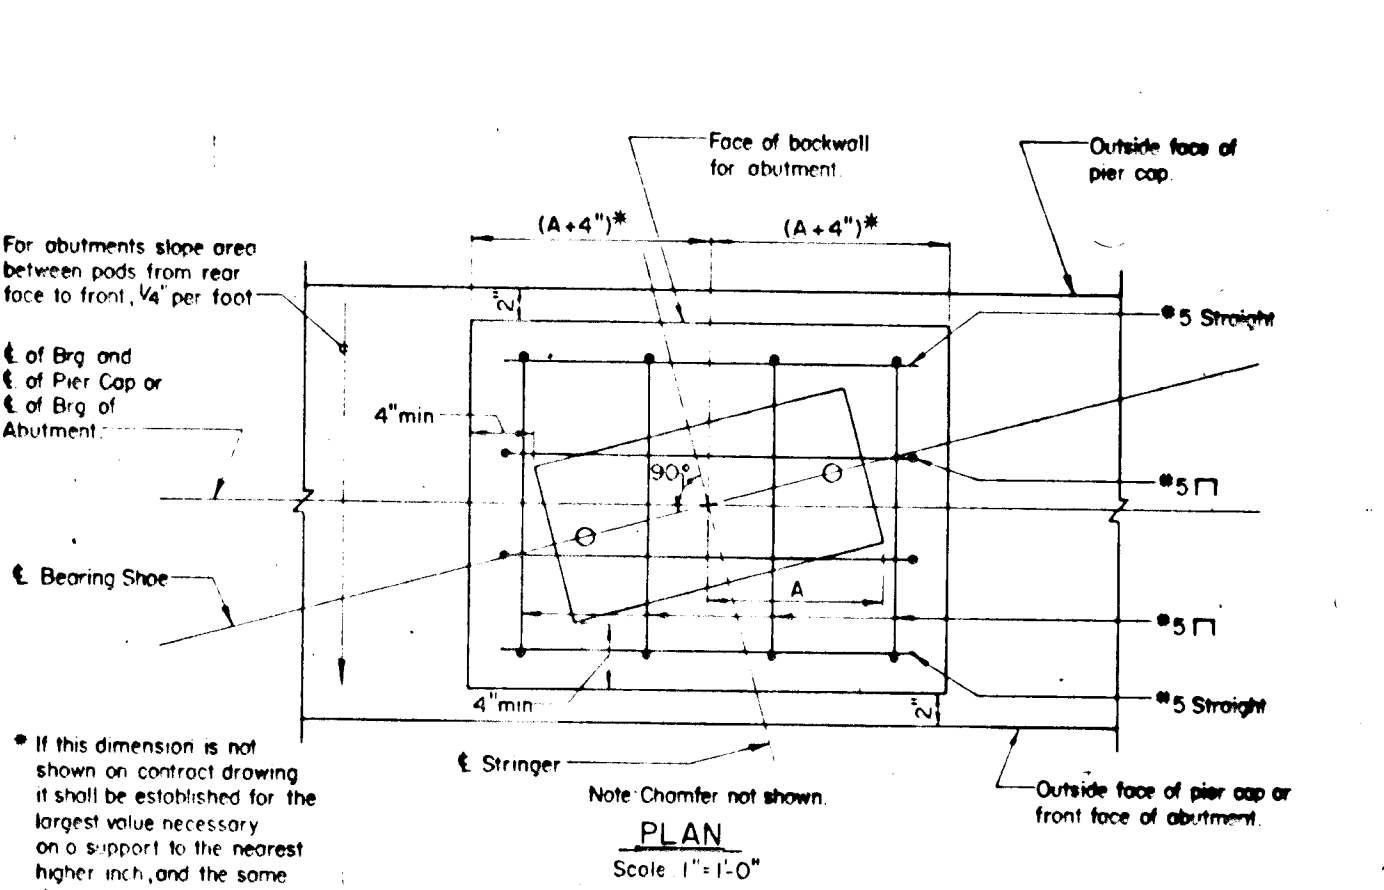 Face of backwall
for abutment.
Outside face of
pier cap.
(A+4")*
(A+4")*
For abutments slope area
between pads from rear
face to front, 1/4" per foot
2"
#5 Straight
℄ of Brg and
℄ of Pier Cap or
℄ of Brg of
Abutment.
4"min
90°
#5 ⊓
℄ Bearing Shoe
A
#5 ⊓
4"min
2"
#5 Straight
℄ Stringer
* If this dimension is not
shown on contract drawing
it shall be established for the
largest value necessary
on a support to the nearest
higher inch, and the same
Note: Chamfer not shown.
PLAN
Scale 1"=1'-0"
Outside face of pier cap or
front face of abutment.